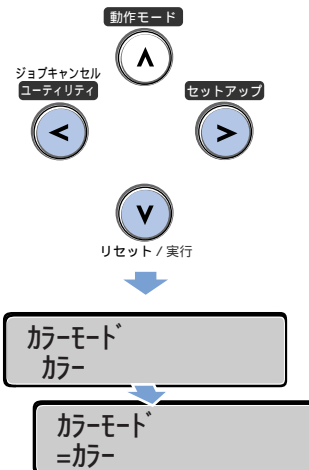 動作モード
ジョブキャンセル
ユーティリティ
セットアップ
リセット / 実行
ｶﾗｰﾓｰﾄﾞ
ｶﾗｰ
ｶﾗｰﾓｰﾄﾞ
=ｶﾗｰ